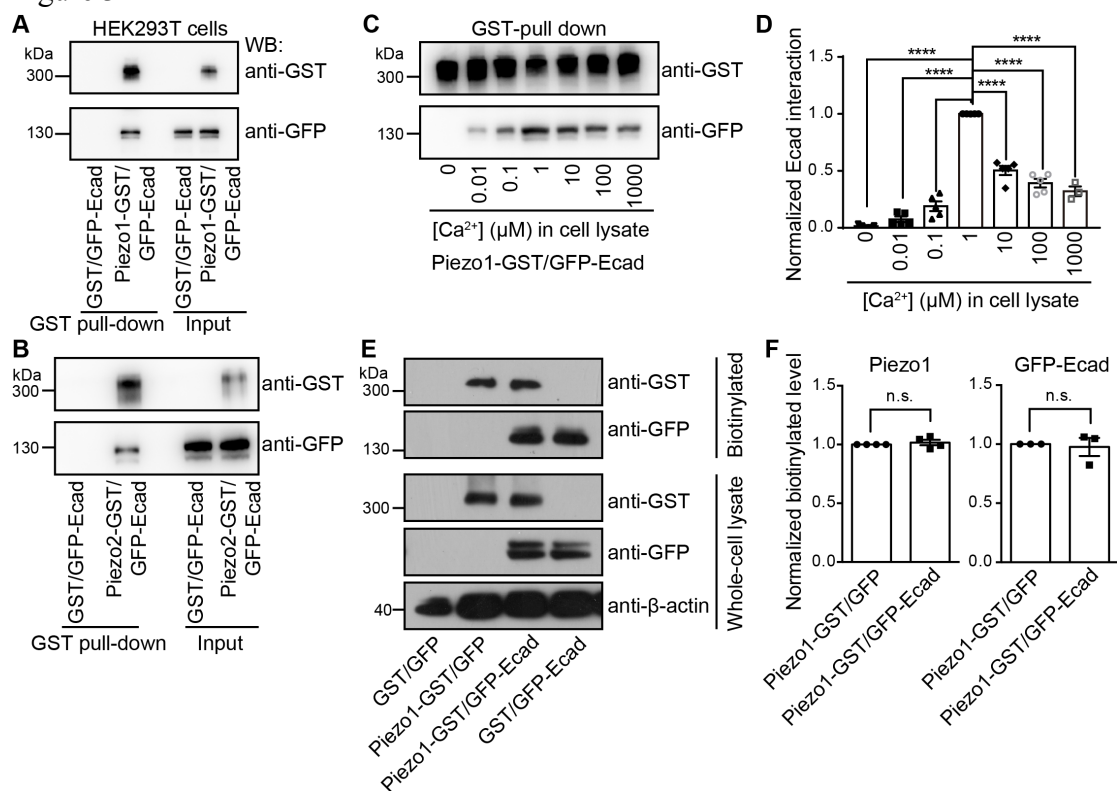 A
HEK293T cells
WB:
kDa
300
anti-GST
130
anti-GFP
GST/GFP-Ecad
Piezo1-GST/
GFP-Ecad
GST/GFP-Ecad
Piezo1-GST/
GFP-Ecad
GST pull-down
Input
B
kDa
300
anti-GST
130
anti-GFP
GST/GFP-Ecad
Piezo2-GST/
GFP-Ecad
GST/GFP-Ecad
Piezo2-GST/
GFP-Ecad
GST pull-down
Input
C
GST-pull down
kDa
300
anti-GST
130
anti-GFP
0 0.01 0.1 1 10 100 1000
[Ca²⁺] (μM) in cell lysate
Piezo1-GST/GFP-Ecad
D
Normalized Ecad interaction
1.5
1.0
0.5
0.0
****
****
****
****
****
0 0.01 0.1 1 10 100 1000
[Ca²⁺] (μM) in cell lysate
E
kDa
300
anti-GST
130
anti-GFP
Biotinylated
300
anti-GST
anti-GFP
40
anti-β-actin
Whole-cell lysate
GST/GFP
Piezo1-GST/GFP
Piezo1-GST/GFP-Ecad
GST/GFP-Ecad
F
Normalized biotinylated level
Piezo1
1.5
1.0
0.5
0.0
n.s.
Piezo1-GST/GFP
Piezo1-GST/GFP-Ecad
GFP-Ecad
1.5
1.0
0.5
0.0
n.s.
Piezo1-GST/GFP
Piezo1-GST/GFP-Ecad